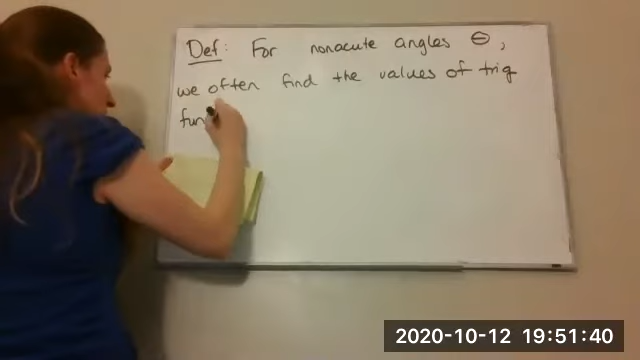 Def: For nonacute angles θ,
we often find the values of trig
fun
2020-10-12 19:51:40